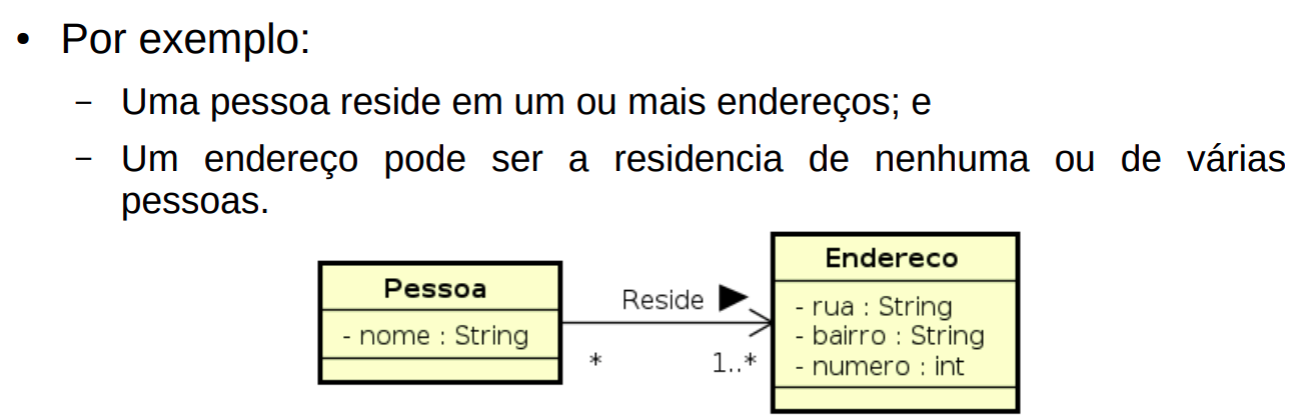 • Por exemplo:
– Uma pessoa reside em um ou mais endereços; e
– Um endereço pode ser a residencia de nenhuma ou de várias
pessoas.
Pessoa
- nome : String
Reside ▶
* 1..*
Endereco
- rua : String
- bairro : String
- numero : int